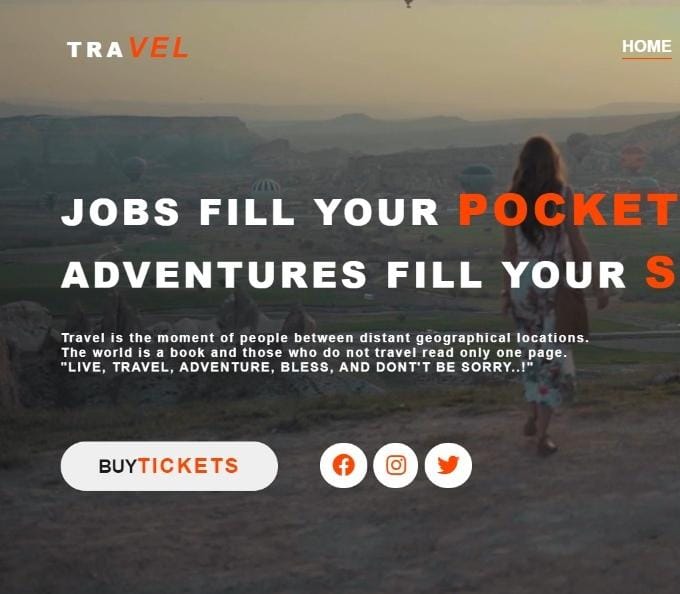 TRAVEL
HOME
JOBS FILL YOUR POCKET
ADVENTURES FILL YOUR S
Travel is the moment of people between distant geographical locations.
The world is a book and those who do not travel read only one page.
"LIVE, TRAVEL, ADVENTURE, BLESS, AND DONT'T BE SORRY..!"
BUYTICKETS